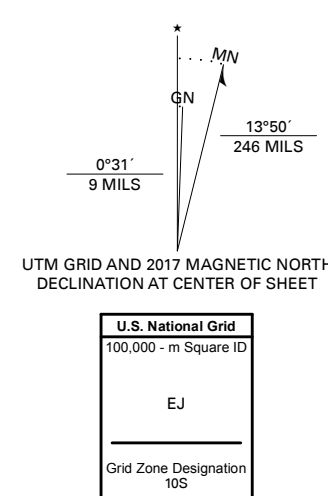 ★
MN
GN
13°50´
246 MILS
0°31´
9 MILS
UTM GRID AND 2017 MAGNETIC NORTH
DECLINATION AT CENTER OF SHEET
U.S. National Grid
100,000 - m Square ID
EJ
Grid Zone Designation
10S